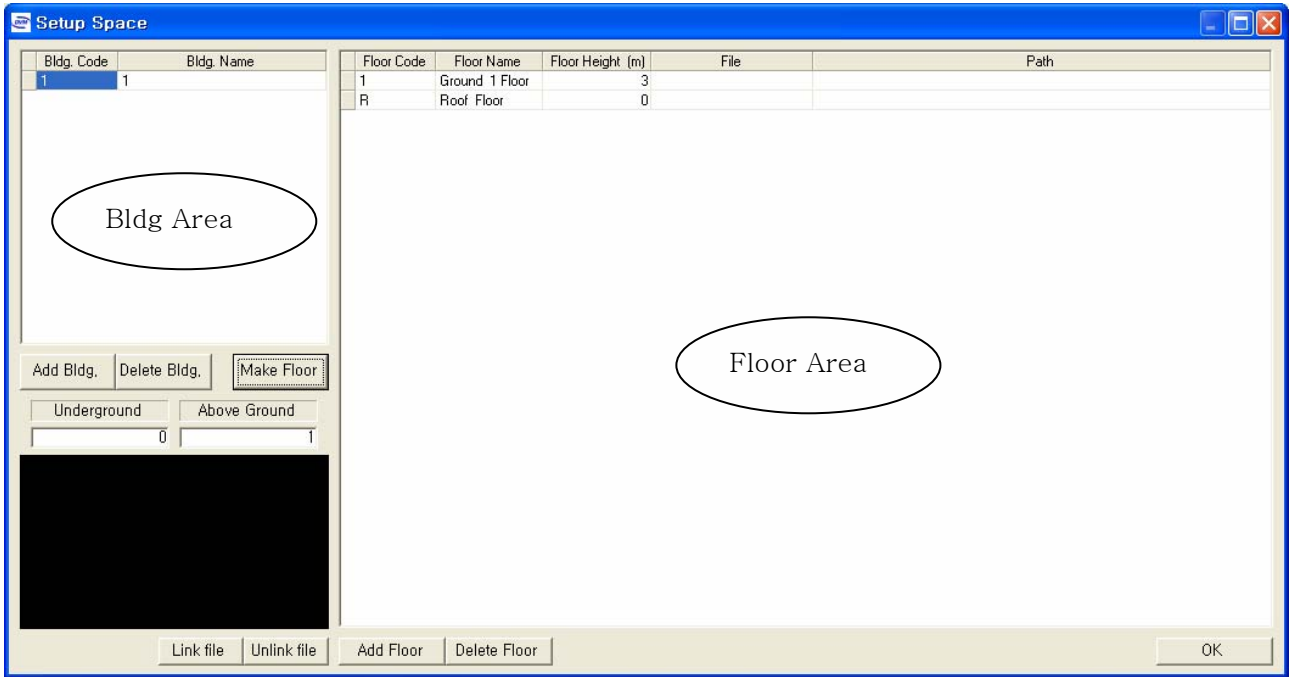 Setup Space
Bldg. Code Bldg. Name
1 1
Bldg Area
Add Bldg. Delete Bldg. Make Floor
Underground Above Ground
0 1
Link file Unlink file
Floor Code Floor Name Floor Height (m) File Path
1 Ground 1 Floor 3
R Roof Floor 0
Floor Area
Add Floor Delete Floor OK